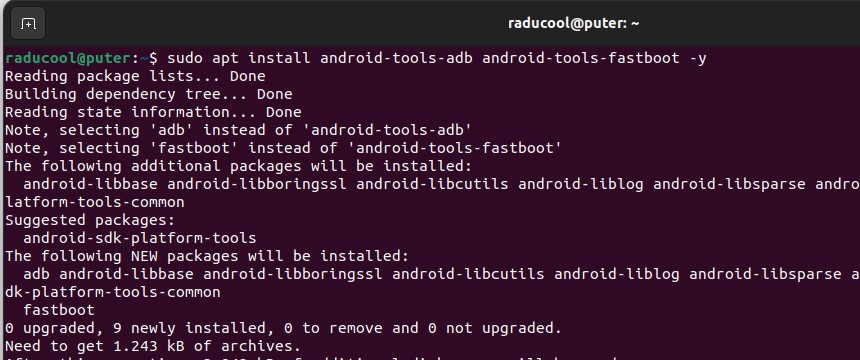 raducool@puter: ~
raducool@puter:~$ sudo apt install android-tools-adb android-tools-fastboot -y
Reading package lists... Done
Building dependency tree... Done
Reading state information... Done
Note, selecting 'adb' instead of 'android-tools-adb'
Note, selecting 'fastboot' instead of 'android-tools-fastboot'
The following additional packages will be installed:
  android-libbase android-libboringssl android-libcutils android-liblog android-libsparse andro
latform-tools-common
Suggested packages:
  android-sdk-platform-tools
The following NEW packages will be installed:
  adb android-libbase android-libboringssl android-libcutils android-liblog android-libsparse a
dk-platform-tools-common
  fastboot
0 upgraded, 9 newly installed, 0 to remove and 0 not upgraded.
Need to get 1.243 kB of archives.